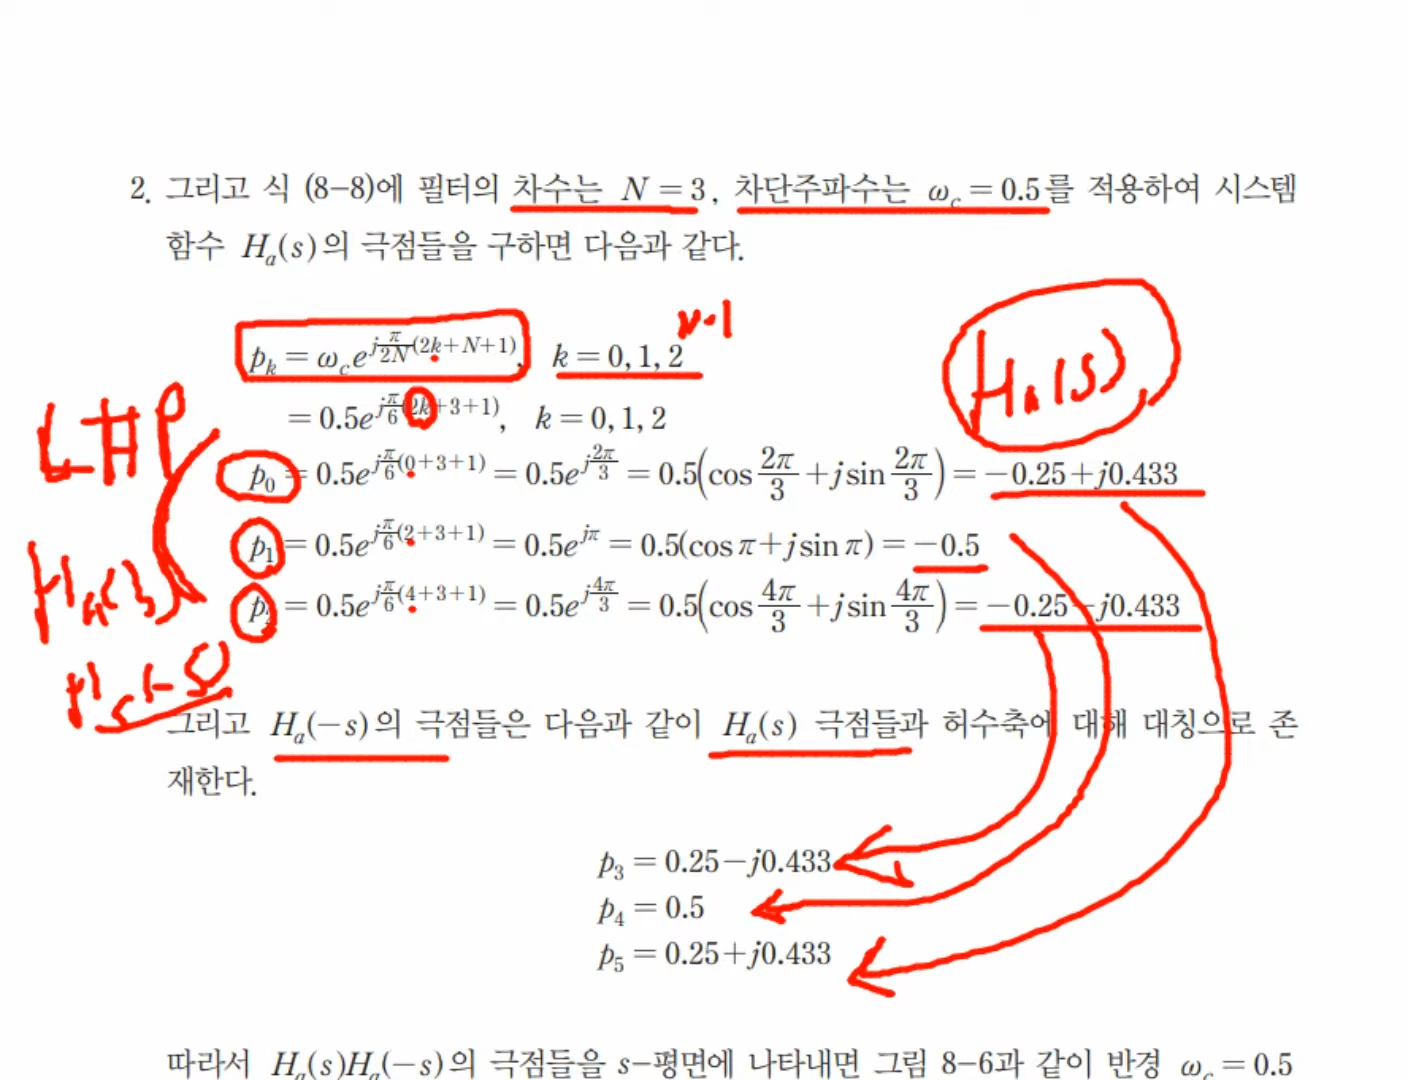 2. 그리고 식 (8-8)에 필터의 차수는 N = 3, 차단주파수는 ω_c = 0.5를 적용하여 시스템
함수 H_a(s)의 극점들을 구하면 다음과 같다.
N-1
p_k = ω_c e^{j\frac{π}{2N}(2k+N+1)}, k = 0, 1, 2
H_a(s)
= 0.5e^{j\frac{π}{6}(2k+3+1)}, k = 0, 1, 2
LHP
p_0 = 0.5e^{j\frac{π}{6}(0+3+1)} = 0.5e^{j\frac{2π}{3}} = 0.5(cos\frac{2π}{3} + j sin\frac{2π}{3}) = -0.25 + j0.433
p_1 = 0.5e^{j\frac{π}{6}(2+3+1)} = 0.5e^{jπ} = 0.5(cos π + j sin π) = -0.5
H_a(s)
p_2 = 0.5e^{j\frac{π}{6}(4+3+1)} = 0.5e^{j\frac{4π}{3}} = 0.5(cos\frac{4π}{3} + j sin\frac{4π}{3}) = -0.25 - j0.433
그리고 H_a(-s)의 극점들은 다음과 같이 H_a(s) 극점들과 허수축에 대해 대칭으로 존
재한다.
p_3 = 0.25 - j0.433
p_4 = 0.5
p_5 = 0.25 + j0.433
따라서 H_a(s)H_a(-s)의 극점들을 s-평면에 나타내면 그림 8-6과 같이 반경 ω_c = 0.5